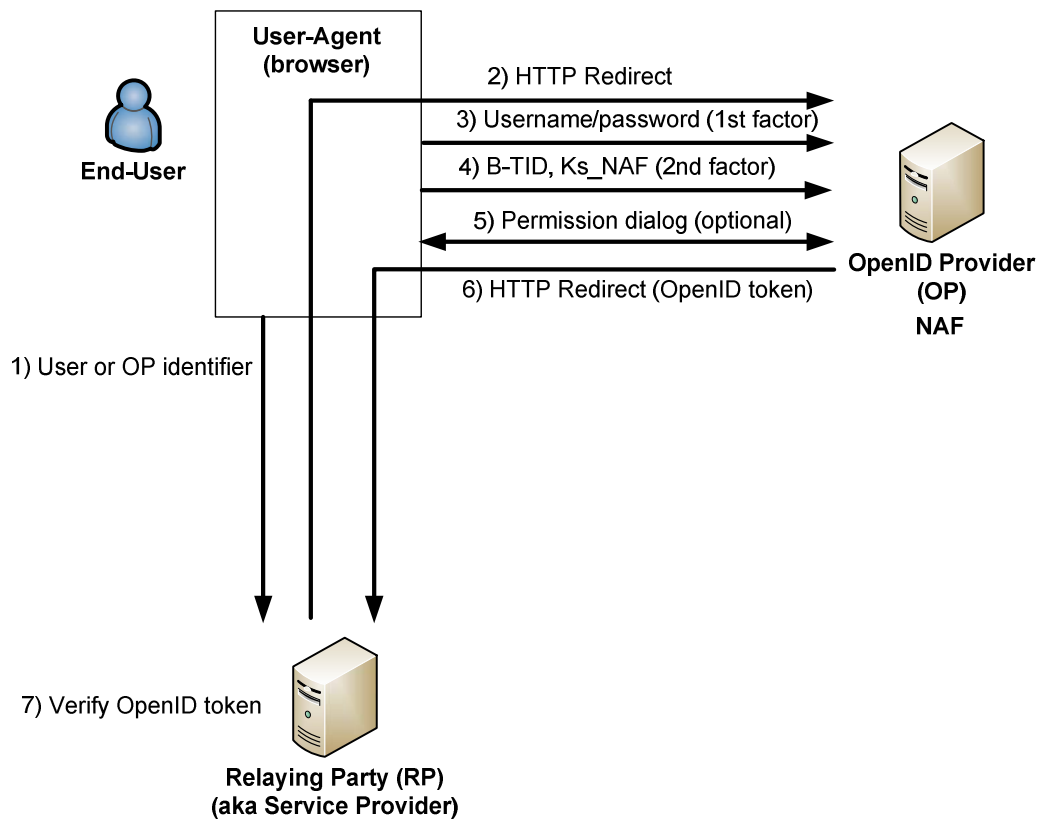 User-Agent
(browser)
End-User
2) HTTP Redirect
3) Username/password (1st factor)
4) B-TID, Ks_NAF (2nd factor)
5) Permission dialog (optional)
6) HTTP Redirect (OpenID token)
OpenID Provider
(OP)
NAF
1) User or OP identifier
7) Verify OpenID token
Relaying Party (RP)
(aka Service Provider)